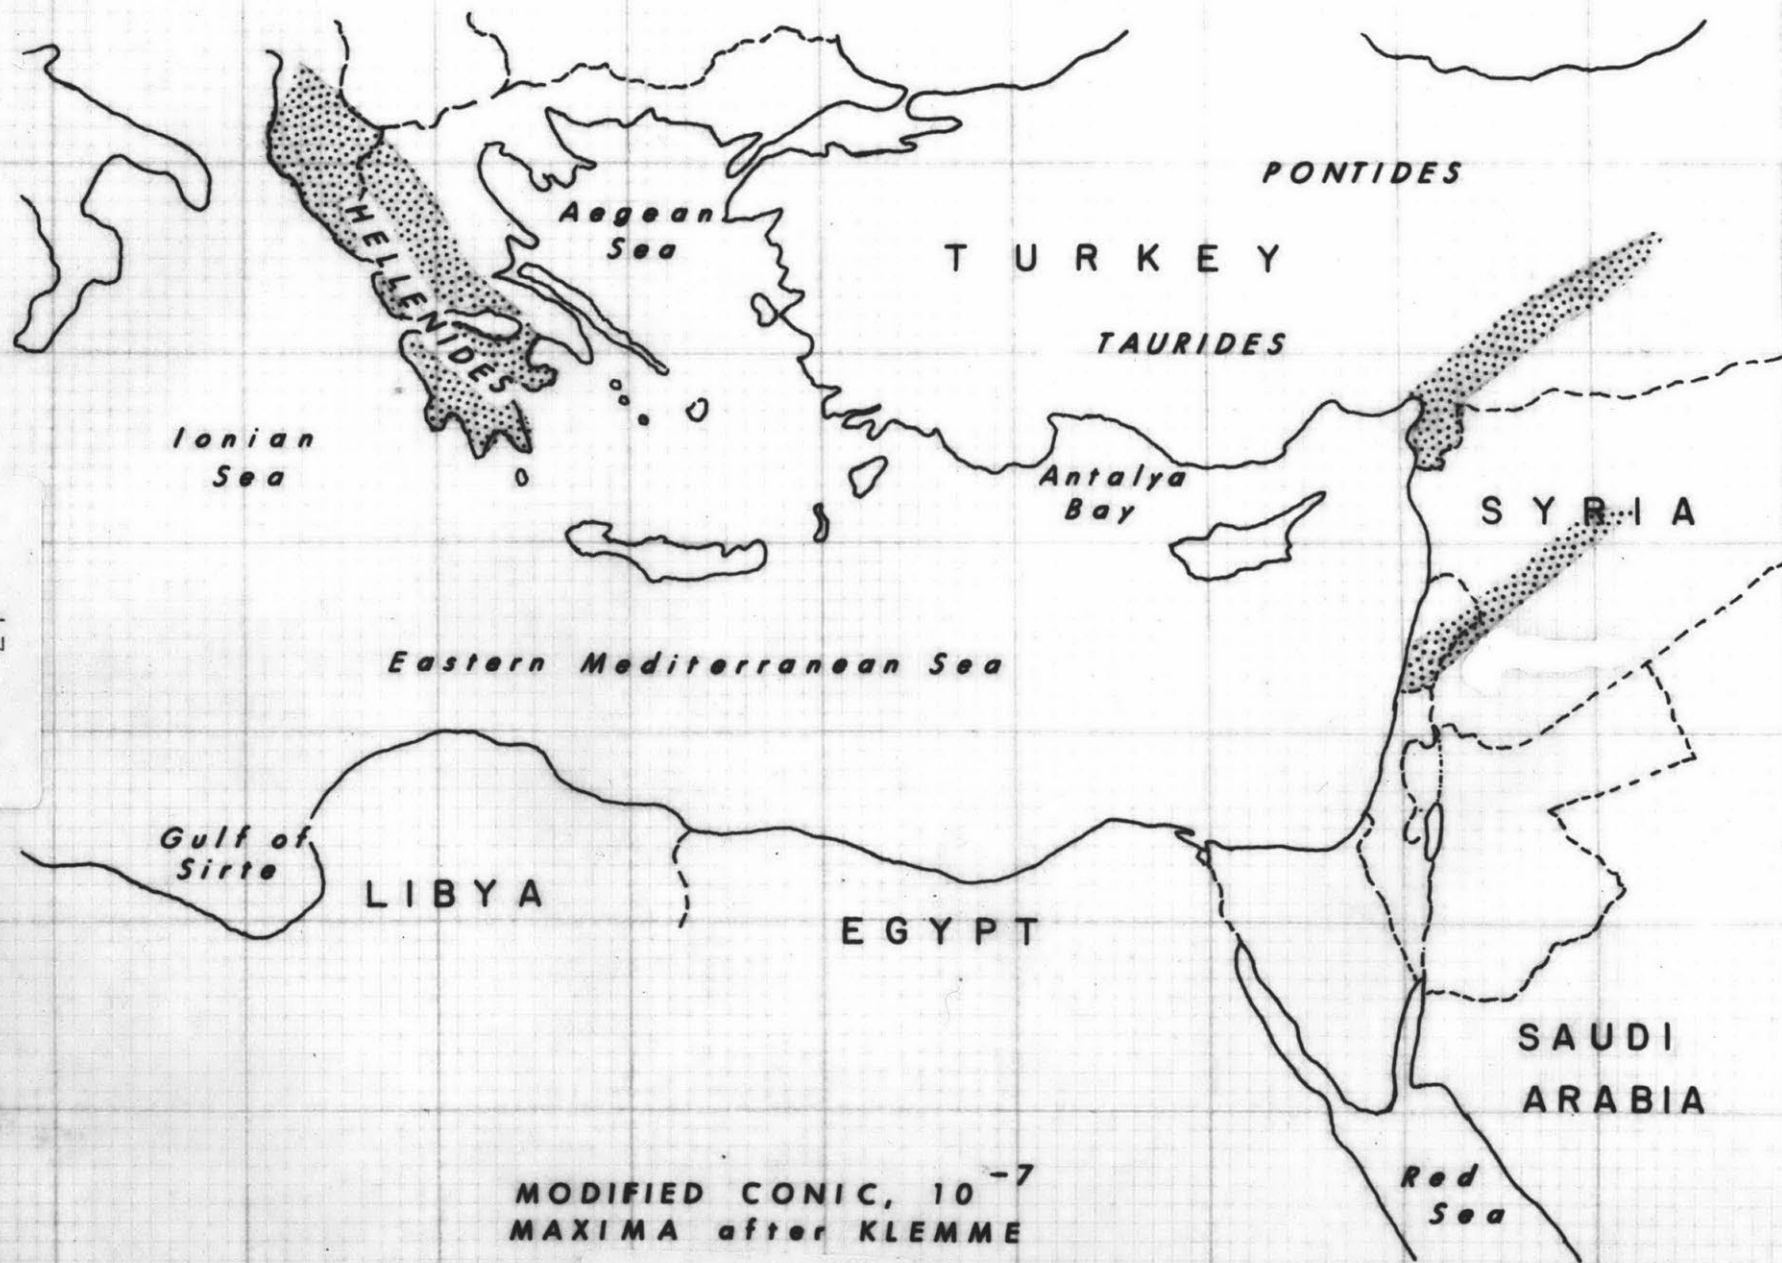 PONTIDES
Aegean
Sea
TURKEY
HELLENIDES
TAURIDES
Ionian
Sea
Antalya
Bay
SYRIA
Eastern Mediterranean Sea
Gulf of
Sirte
LIBYA
EGYPT
SAUDI
ARABIA
Red
Sea
MODIFIED CONIC, 10⁻⁷
MAXIMA after KLEMME